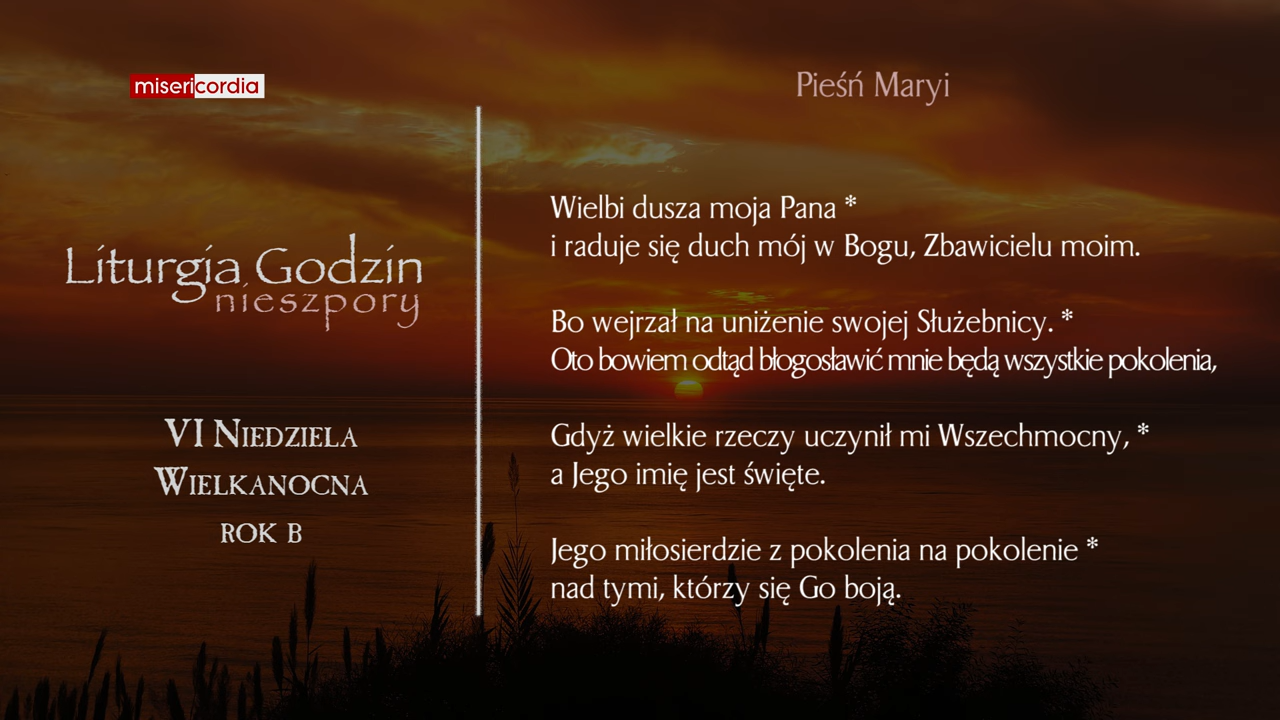 misericordia
Liturgia Godzin
nieszpory
VI Niedziela
Wielkanocna
rok B
Pieśń Maryi
Wielbi dusza moja Pana *
i raduje się duch mój w Bogu, Zbawicielu moim.
Bo wejrzał na uniżenie swojej Służebnicy. *
Oto bowiem odtąd błogosławić mnie będą wszystkie pokolenia,
Gdyż wielkie rzeczy uczynił mi Wszechmocny, *
a Jego imię jest święte.
Jego miłosierdzie z pokolenia na pokolenie *
nad tymi, którzy się Go boją.